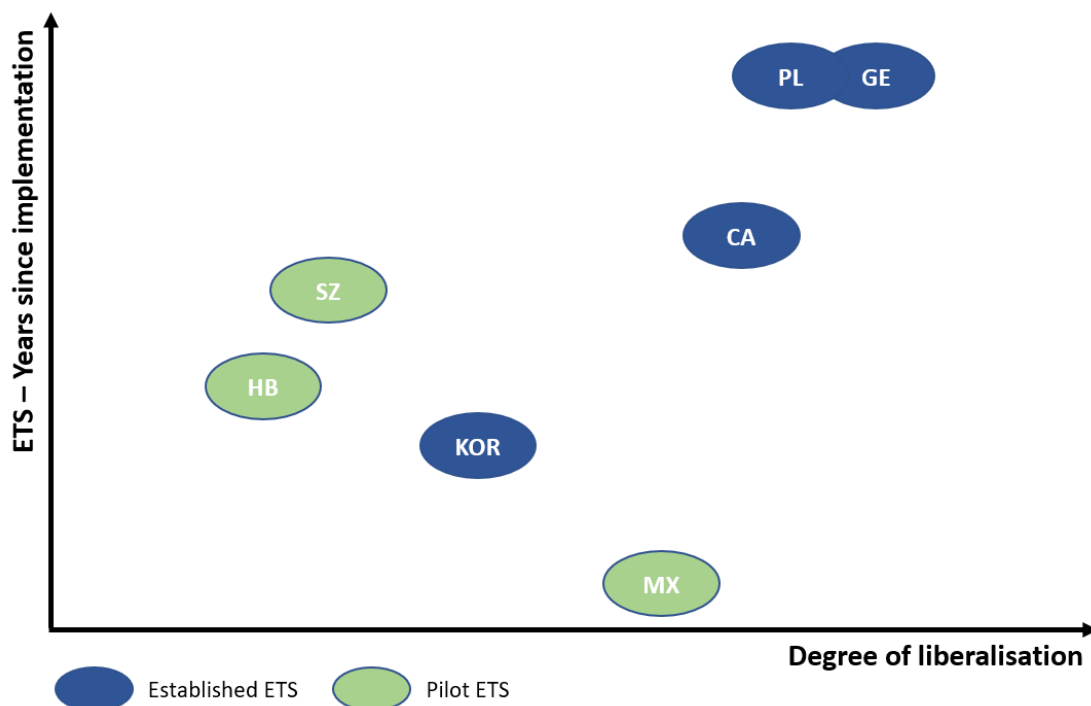 ETS – Years since implementation
PL
GE
CA
SZ
HB
KOR
MX
Degree of liberalisation
Established ETS
Pilot ETS